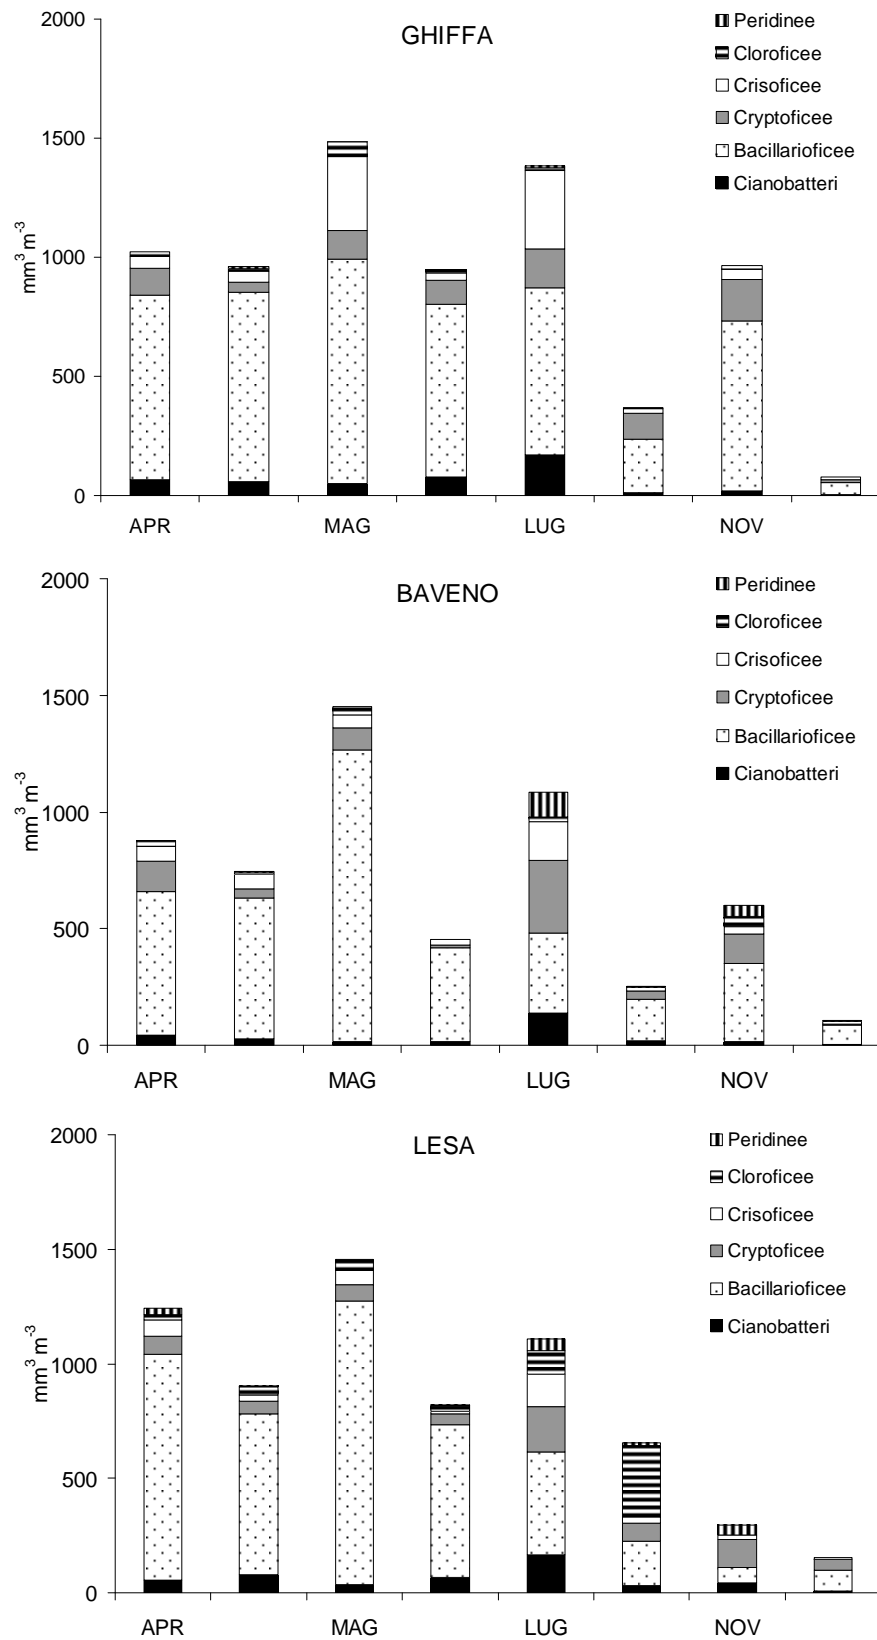 GHIFFA
2000
1500
1000
500
0
mm³ m⁻³
Peridinee
Cloroficee
Crisoficee
Cryptoficee
Bacillarioficee
Cianobatteri
APR MAG LUG NOV
BAVENO
2000
1500
1000
500
0
mm³ m⁻³
Peridinee
Cloroficee
Crisoficee
Cryptoficee
Bacillarioficee
Cianobatteri
APR MAG LUG NOV
LESA
2000
1500
1000
500
0
mm³ m⁻³
Peridinee
Cloroficee
Crisoficee
Cryptoficee
Bacillarioficee
Cianobatteri
APR MAG LUG NOV